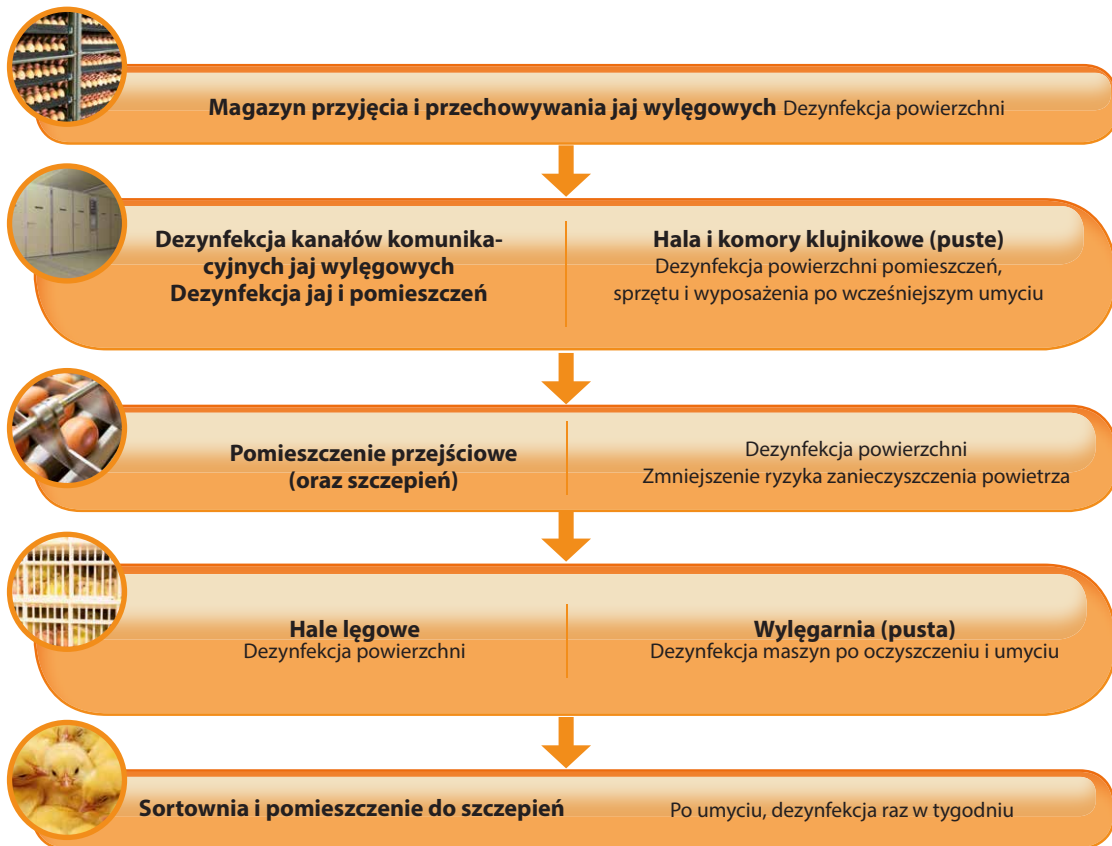 Magazyn przyjęcia i przechowywania jaj wylęgowych Dezynfekcja powierzchni
Dezynfekcja kanałów komunika-
cyjnych jaj wylęgowych
Dezynfekcja jaj i pomieszczeń
Hala i komory klujnikowe (puste)
Dezynfekcja powierzchni pomieszczeń,
sprzętu i wyposażenia po wcześniejszym umyciu
Pomieszczenie przejściowe
(oraz szczepień)
Dezynfekcja powierzchni
Zmniejszenie ryzyka zanieczyszczenia powietrza
Hale lęgowe
Dezynfekcja powierzchni
Wylęgarnia (pusta)
Dezynfekcja maszyn po oczyszczeniu i umyciu
Sortownia i pomieszczenie do szczepień
Po umyciu, dezynfekcja raz w tygodniu